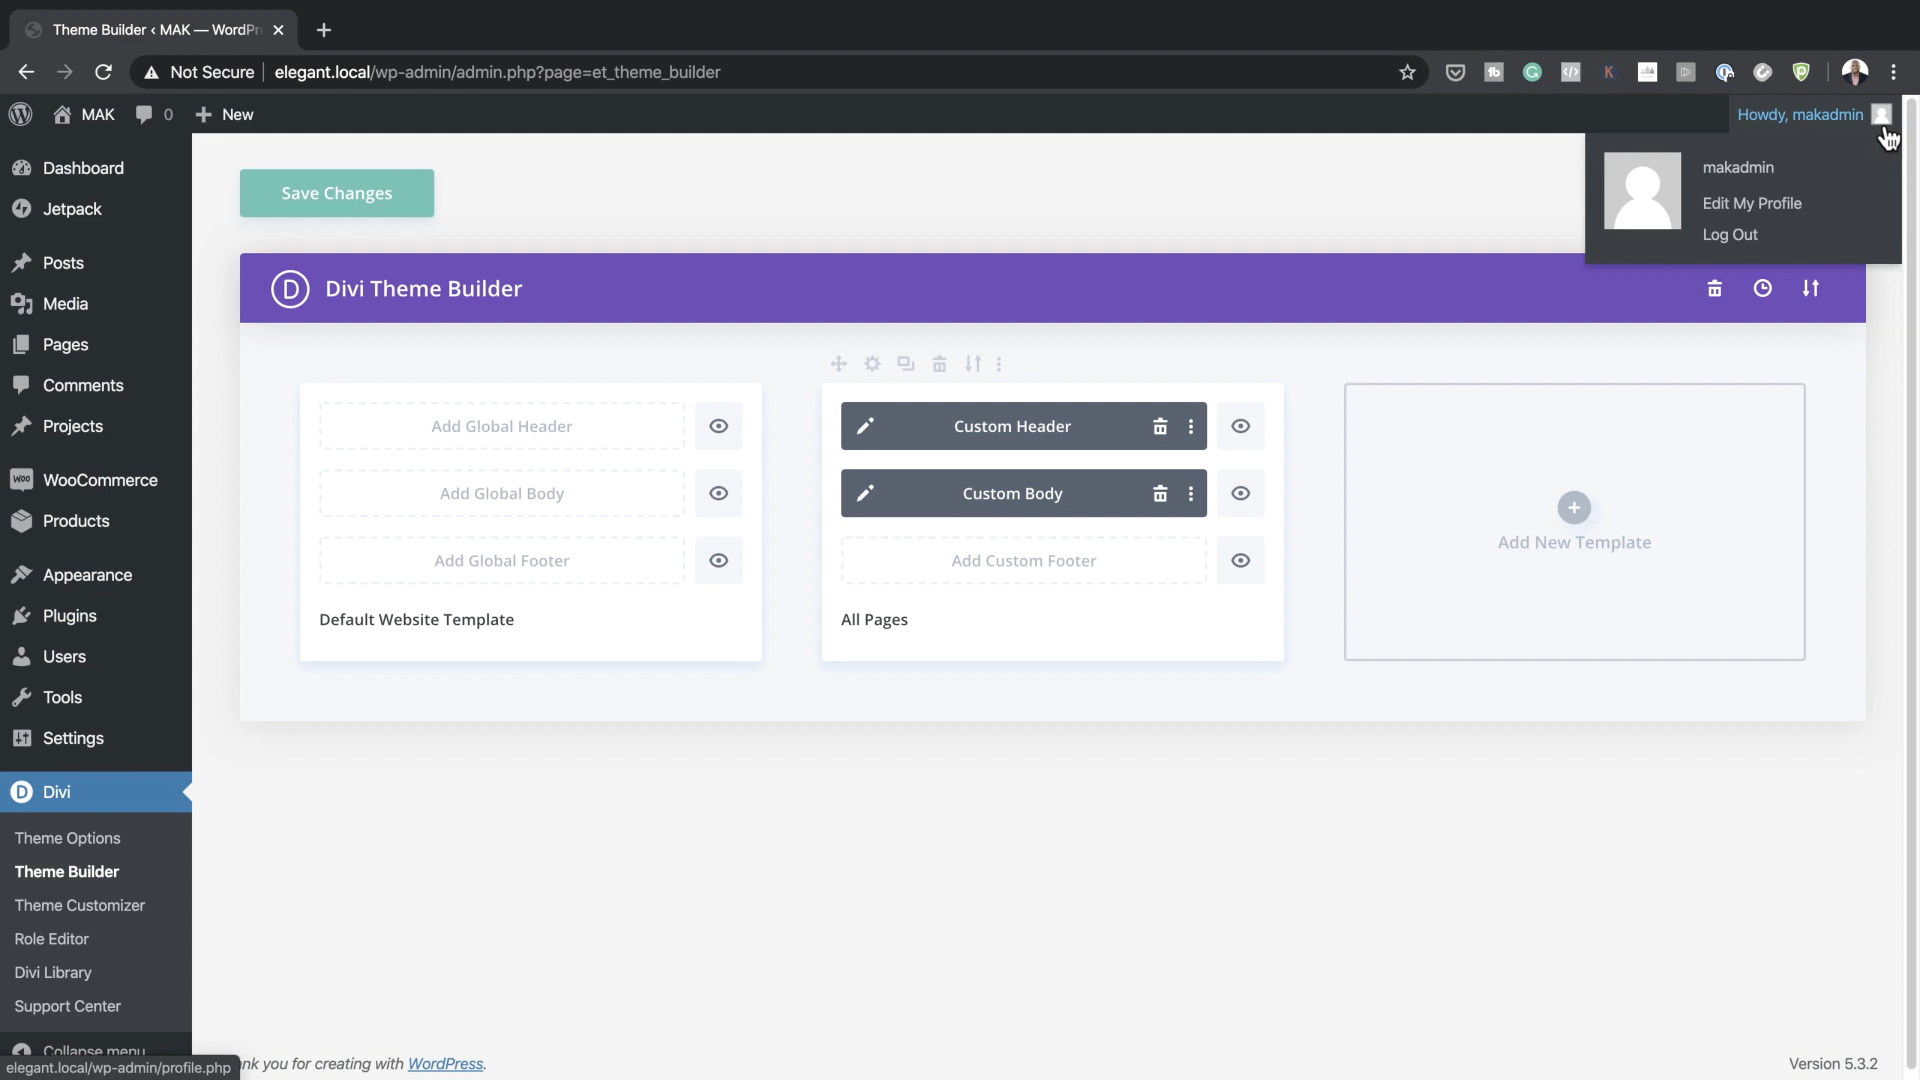 Theme Builder ‹ MAK — WordPr
Not Secure elegant.local/wp-admin/admin.php?page=et_theme_builder
MAK 0 New Howdy, makadmin
makadmin
Edit My Profile
Log Out
Dashboard
Jetpack
Posts
Media
Pages
Comments
Projects
WooCommerce
Products
Appearance
Plugins
Users
Tools
Settings
Divi
Theme Options
Theme Builder
Theme Customizer
Role Editor
Divi Library
Support Center
Collapse menu
elegant.local/wp-admin/profile.php
Save Changes
D Divi Theme Builder
Add Global Header
Add Global Body
Add Global Footer
Default Website Template
Custom Header
Custom Body
Add Custom Footer
All Pages
Add New Template
nk you for creating with WordPress.
Version 5.3.2